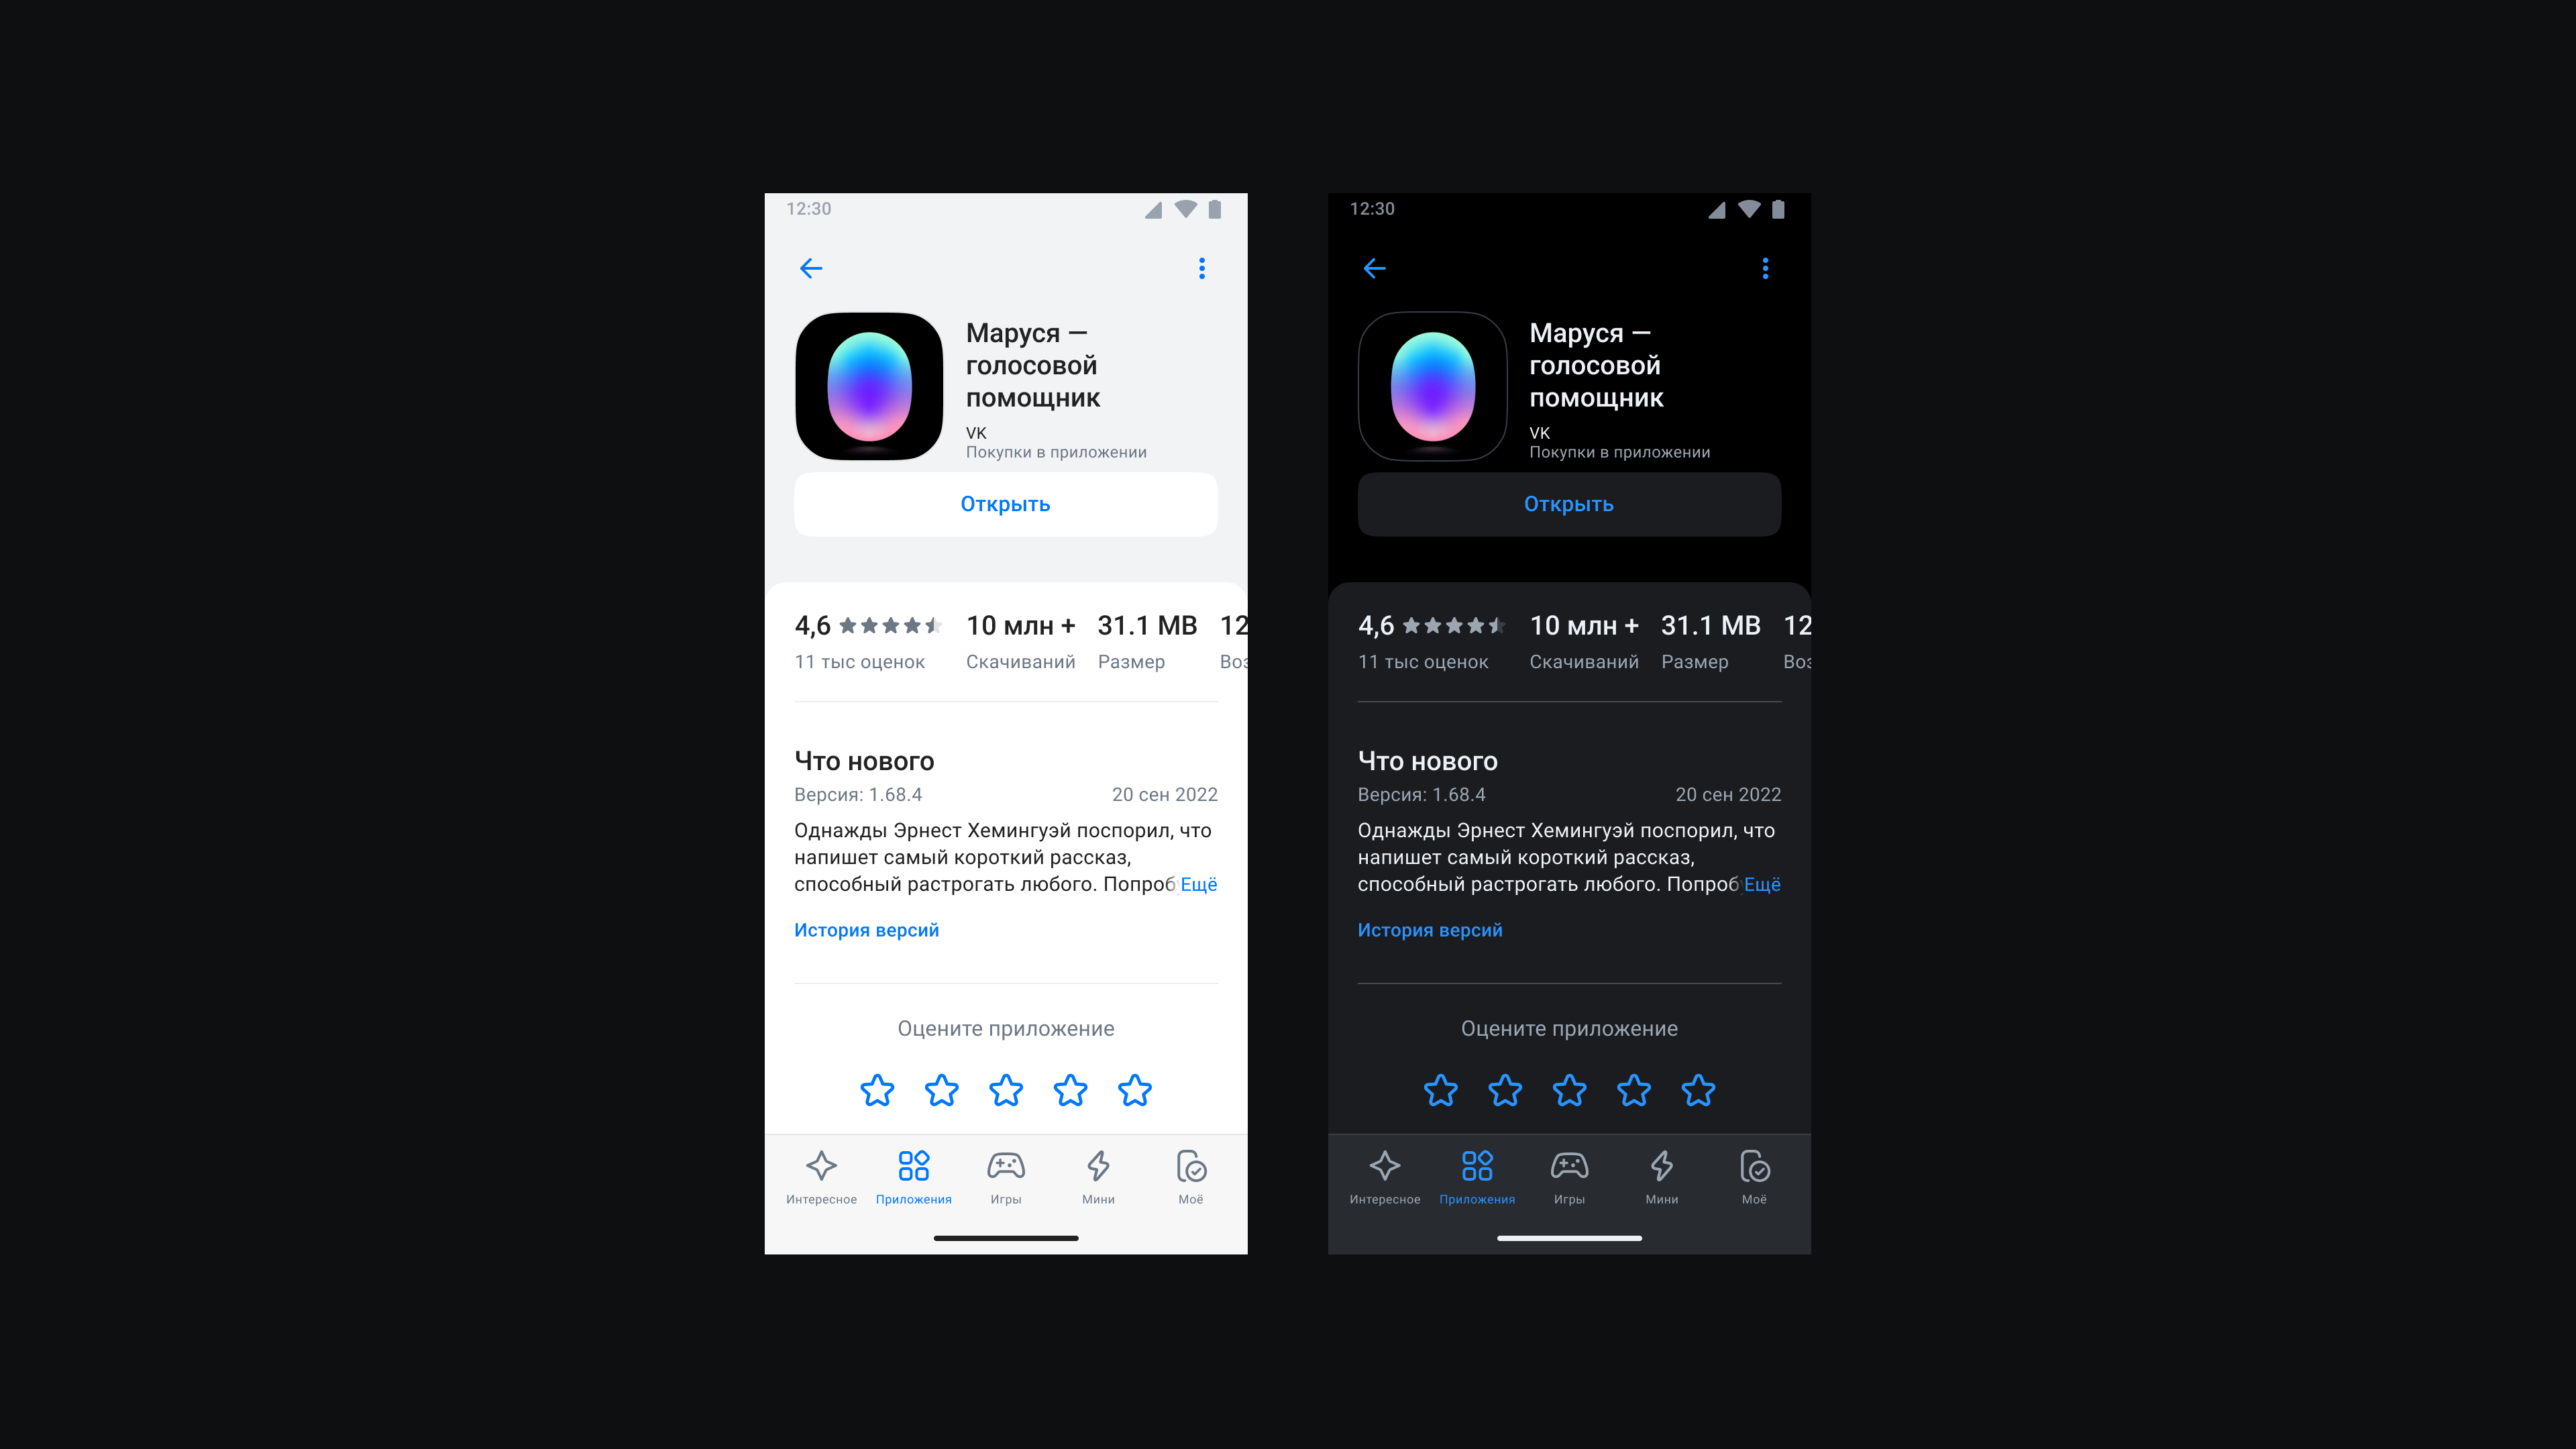 12:30
Маруся —
голосовой
помощник
VK
Покупки в приложении
Открыть
4,6 10 млн + 31.1 MB 12
11 тыс оценок Скачиваний Размер Воз
Что нового
Версия: 1.68.4 20 сен 2022
Однажды Эрнест Хемингуэй поспорил, что
напишет самый короткий рассказ,
способный растрогать любого. Попроб Ещё
История версий
Оцените приложение
Интересное Приложения Игры Мини Моё
12:30
Маруся —
голосовой
помощник
VK
Покупки в приложении
Открыть
4,6 10 млн + 31.1 MB 12
11 тыс оценок Скачиваний Размер Воз
Что нового
Версия: 1.68.4 20 сен 2022
Однажды Эрнест Хемингуэй поспорил, что
напишет самый короткий рассказ,
способный растрогать любого. Попроб Ещё
История версий
Оцените приложение
Интересное Приложения Игры Мини Моё